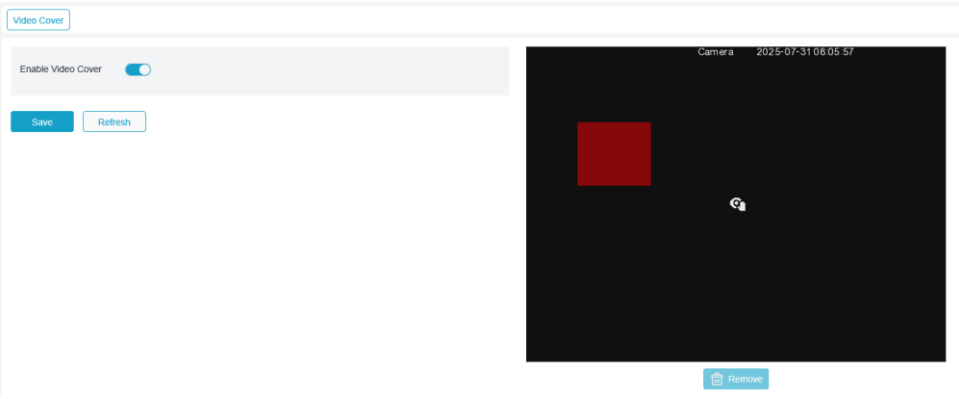 Video Cover
Enable Video Cover
Save Refresh
Camera 2025-07-31 08:05:57
Remove